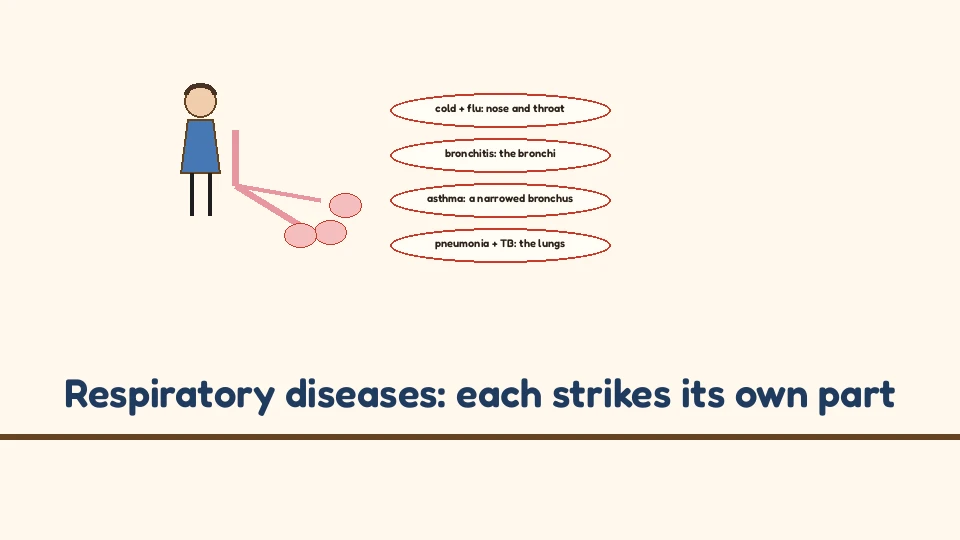 cold + flu: nose and throat
bronchitis: the bronchi
asthma: a narrowed bronchus
pneumonia + TB: the lungs
Respiratory diseases: each strikes its own part